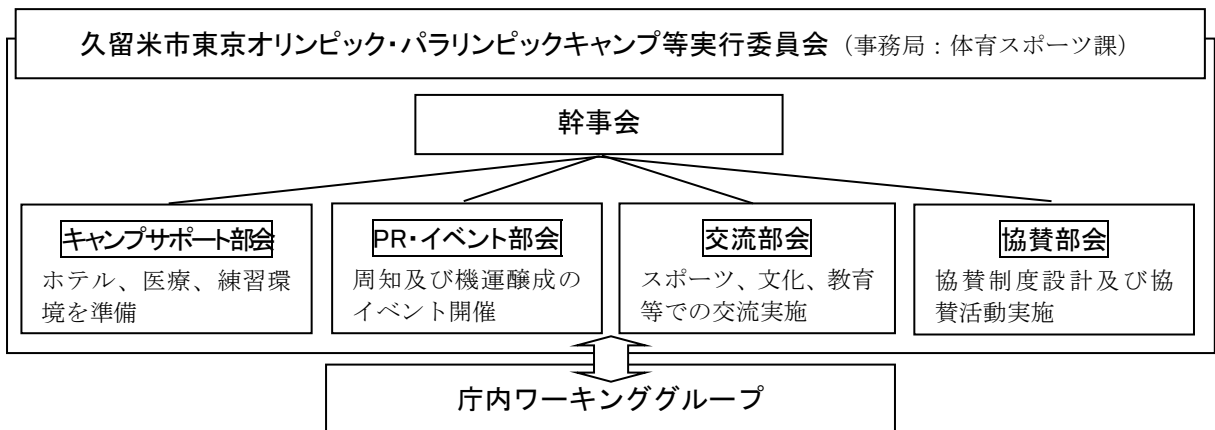 久留米市東京オリンピック・パラリンピックキャンプ等実行委員会（事務局：体育スポーツ課）
幹事会
キャンプサポート部会
ホテル、医療、練習環
境を準備
PR・イベント部会
周知及び機運醸成の
イベント開催
交流部会
スポーツ、文化、教育
等での交流実施
協賛部会
協賛制度設計及び協
賛活動実施
庁内ワーキンググループ